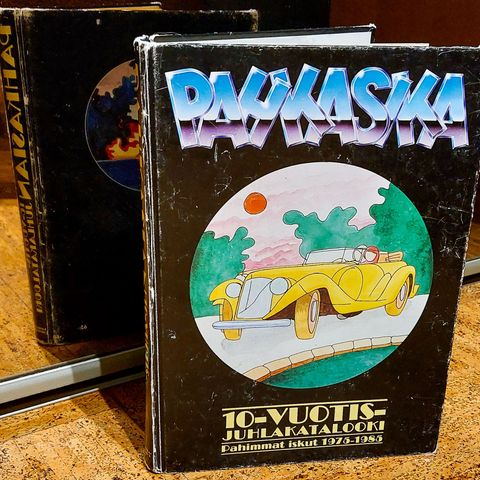 PAHKASIKA
10-VUOTIS-
JUHLAKATALOOKI
Pahimmat iskut 1975-1985